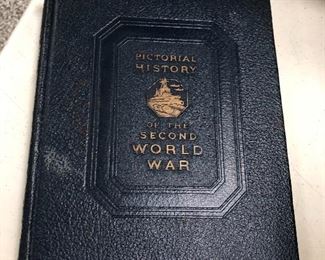 PICTORIAL
HISTORY
OF THE
SECOND
WORLD
WAR